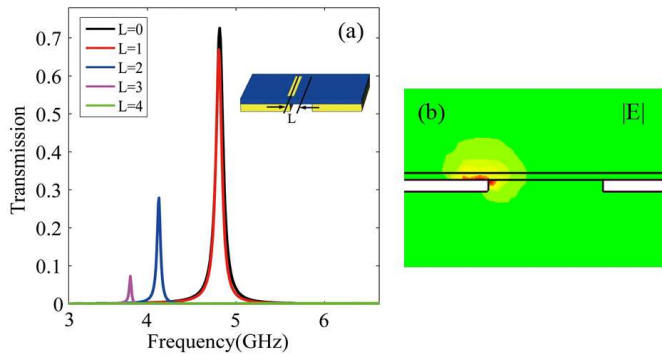 (a)
L=0
L=1
L=2
L=3
L=4
L
0.7
0.6
0.5
0.4
0.3
0.2
0.1
0
Transmission
3 4 5 6
Frequency(GHz)
(b) |E|